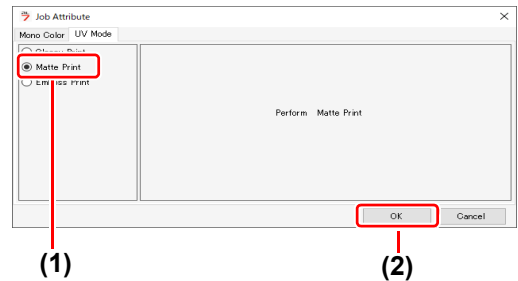 Job Attribute
Mono Color UV Mode
Glossy Print
Matte Print
Emboss Print
Perform Matte Print
OK Cancel
(1)
(2)